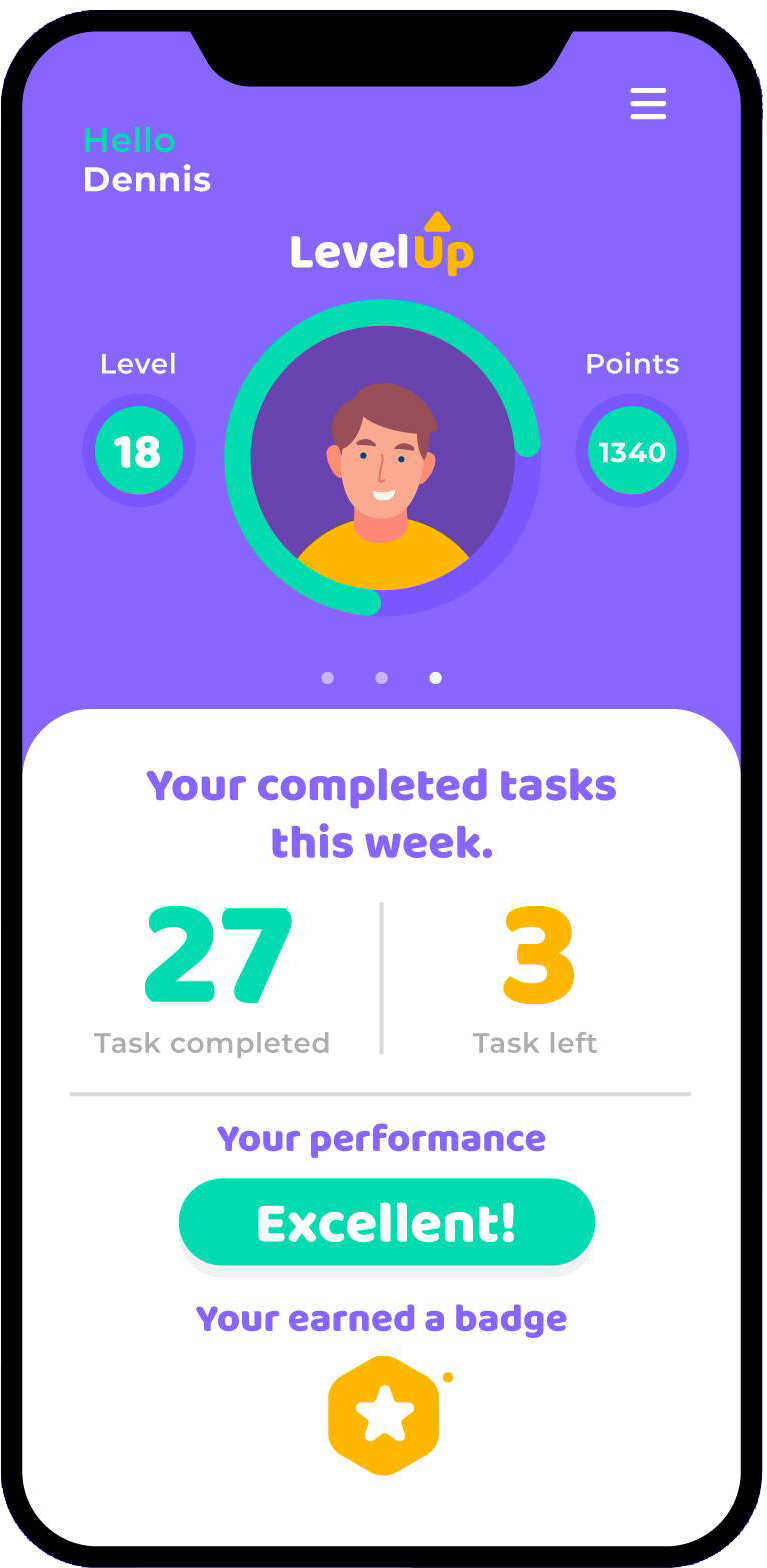 Hello
Dennis
LevelUp
Level
Points
18
1340
Your completed tasks
this week.
27
3
Task completed
Task left
Your performance
Excellent!
Your earned a badge